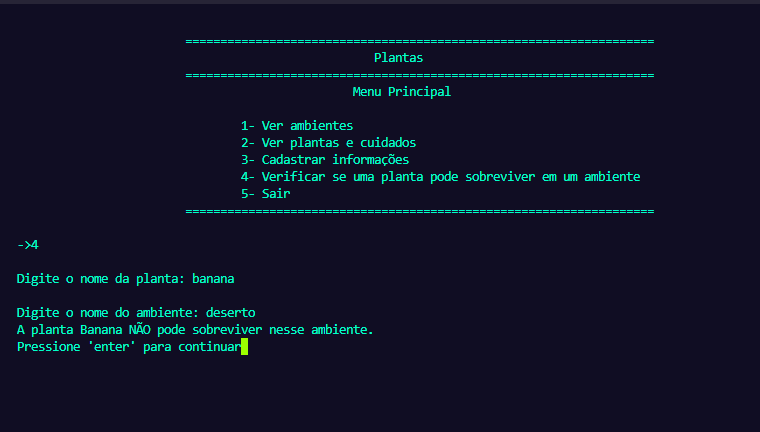 ===================================================================
Plantas
===================================================================
Menu Principal
1- Ver ambientes
2- Ver plantas e cuidados
3- Cadastrar informações
4- Verificar se uma planta pode sobreviver em um ambiente
5- Sair
===================================================================
->4
Digite o nome da planta: banana
Digite o nome do ambiente: deserto
A planta Banana NÃO pode sobreviver nesse ambiente.
Pressione 'enter' para continuar